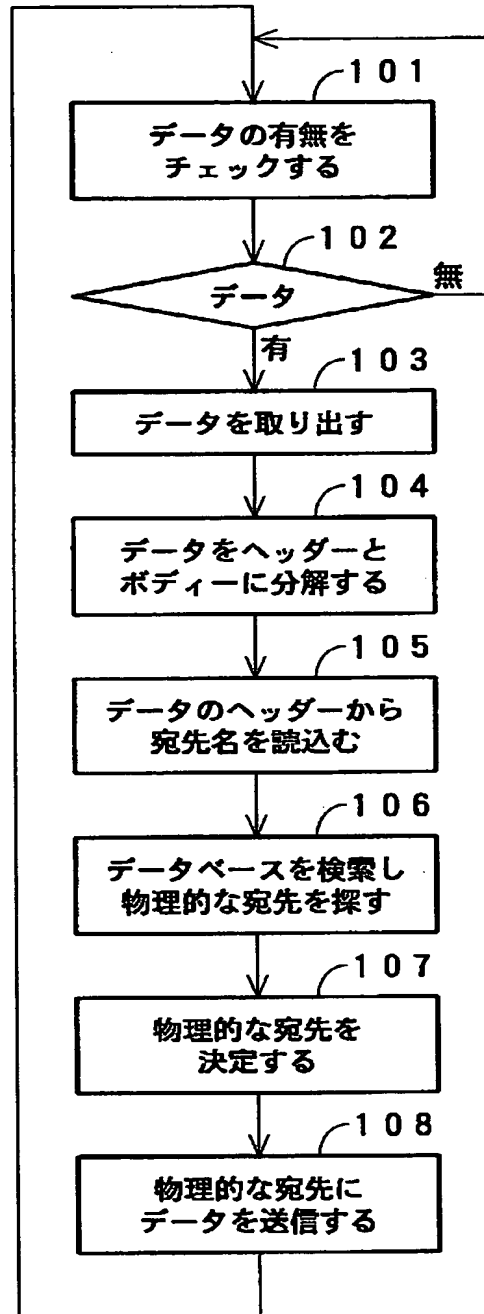 101
データの有無を
チェックする
102
データ
無
有
103
データを取り出す
104
データをヘッダーと
ボディーに分解する
105
データのヘッダーから
宛先名を読込む
106
データベースを検索し
物理的な宛先を探す
107
物理的な宛先を
決定する
108
物理的な宛先に
データを送信する